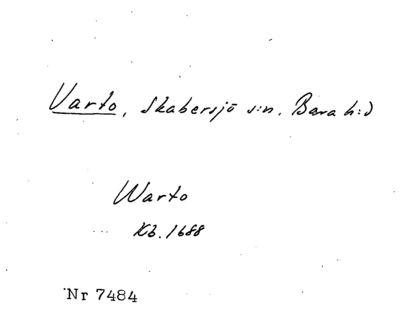 Varto, Skabersjö s:n. Bara h:d
Warto
Kb. 1688
Nr 7484